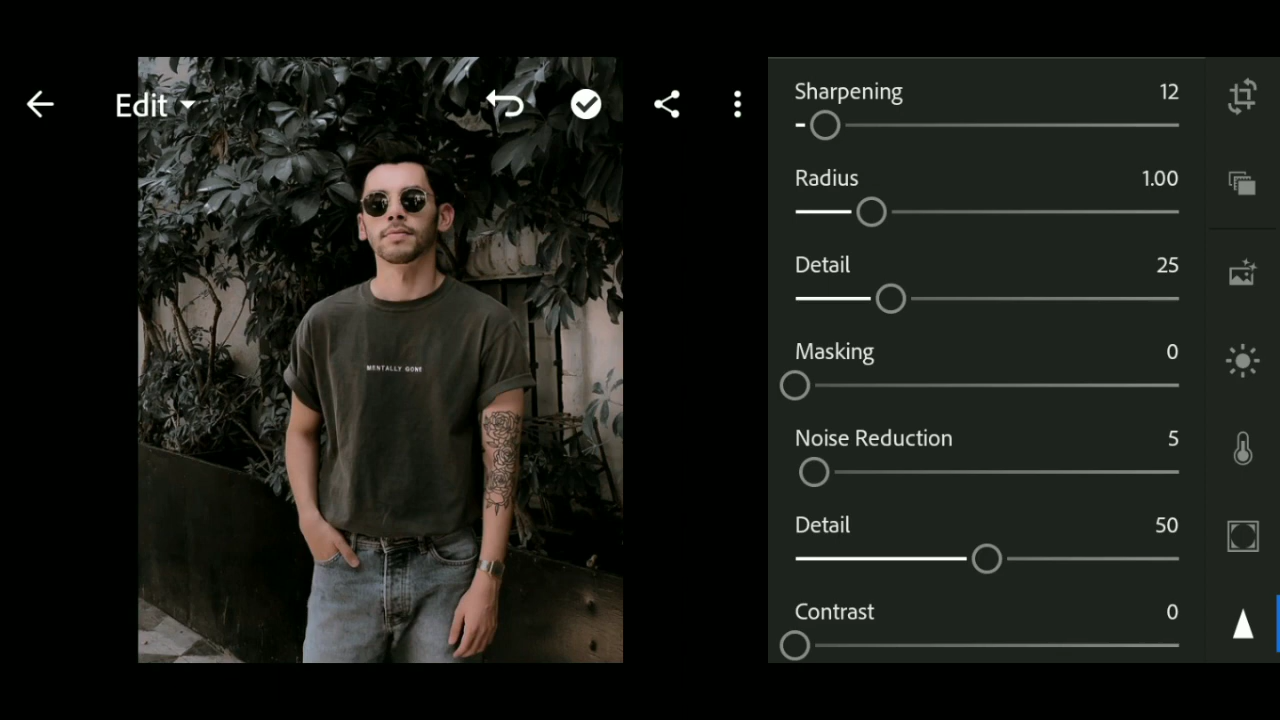 Edit
MENTALLY GONE
Sharpening 12
Radius 1.00
Detail 25
Masking 0
Noise Reduction 5
Detail 50
Contrast 0